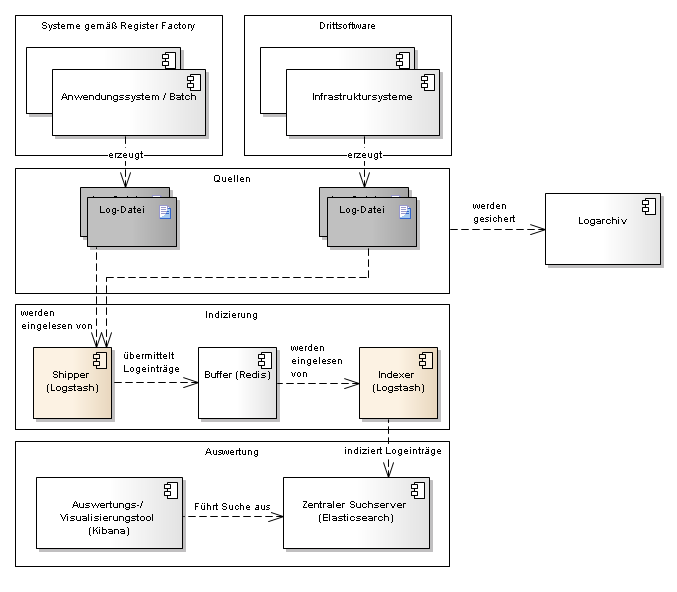 Systeme gemäß Register Factory
Drittsoftware
Anwendungssystem / Batch
Infrastruktursysteme
erzeugt
erzeugt
Quellen
Log-Datei
Log-Datei
werden
gesichert
Logarchiv
werden
eingelesen von
Indizierung
Shipper
(Logstash)
übermittelt
Logeinträge
Buffer (Redis)
werden
eingelesen
von
Indexer
(Logstash)
Auswertung
indiziert Logeinträge
Auswertungs-/
Visualisierungstool
(Kibana)
Führt Suche aus
Zentraler Suchserver
(Elasticsearch)